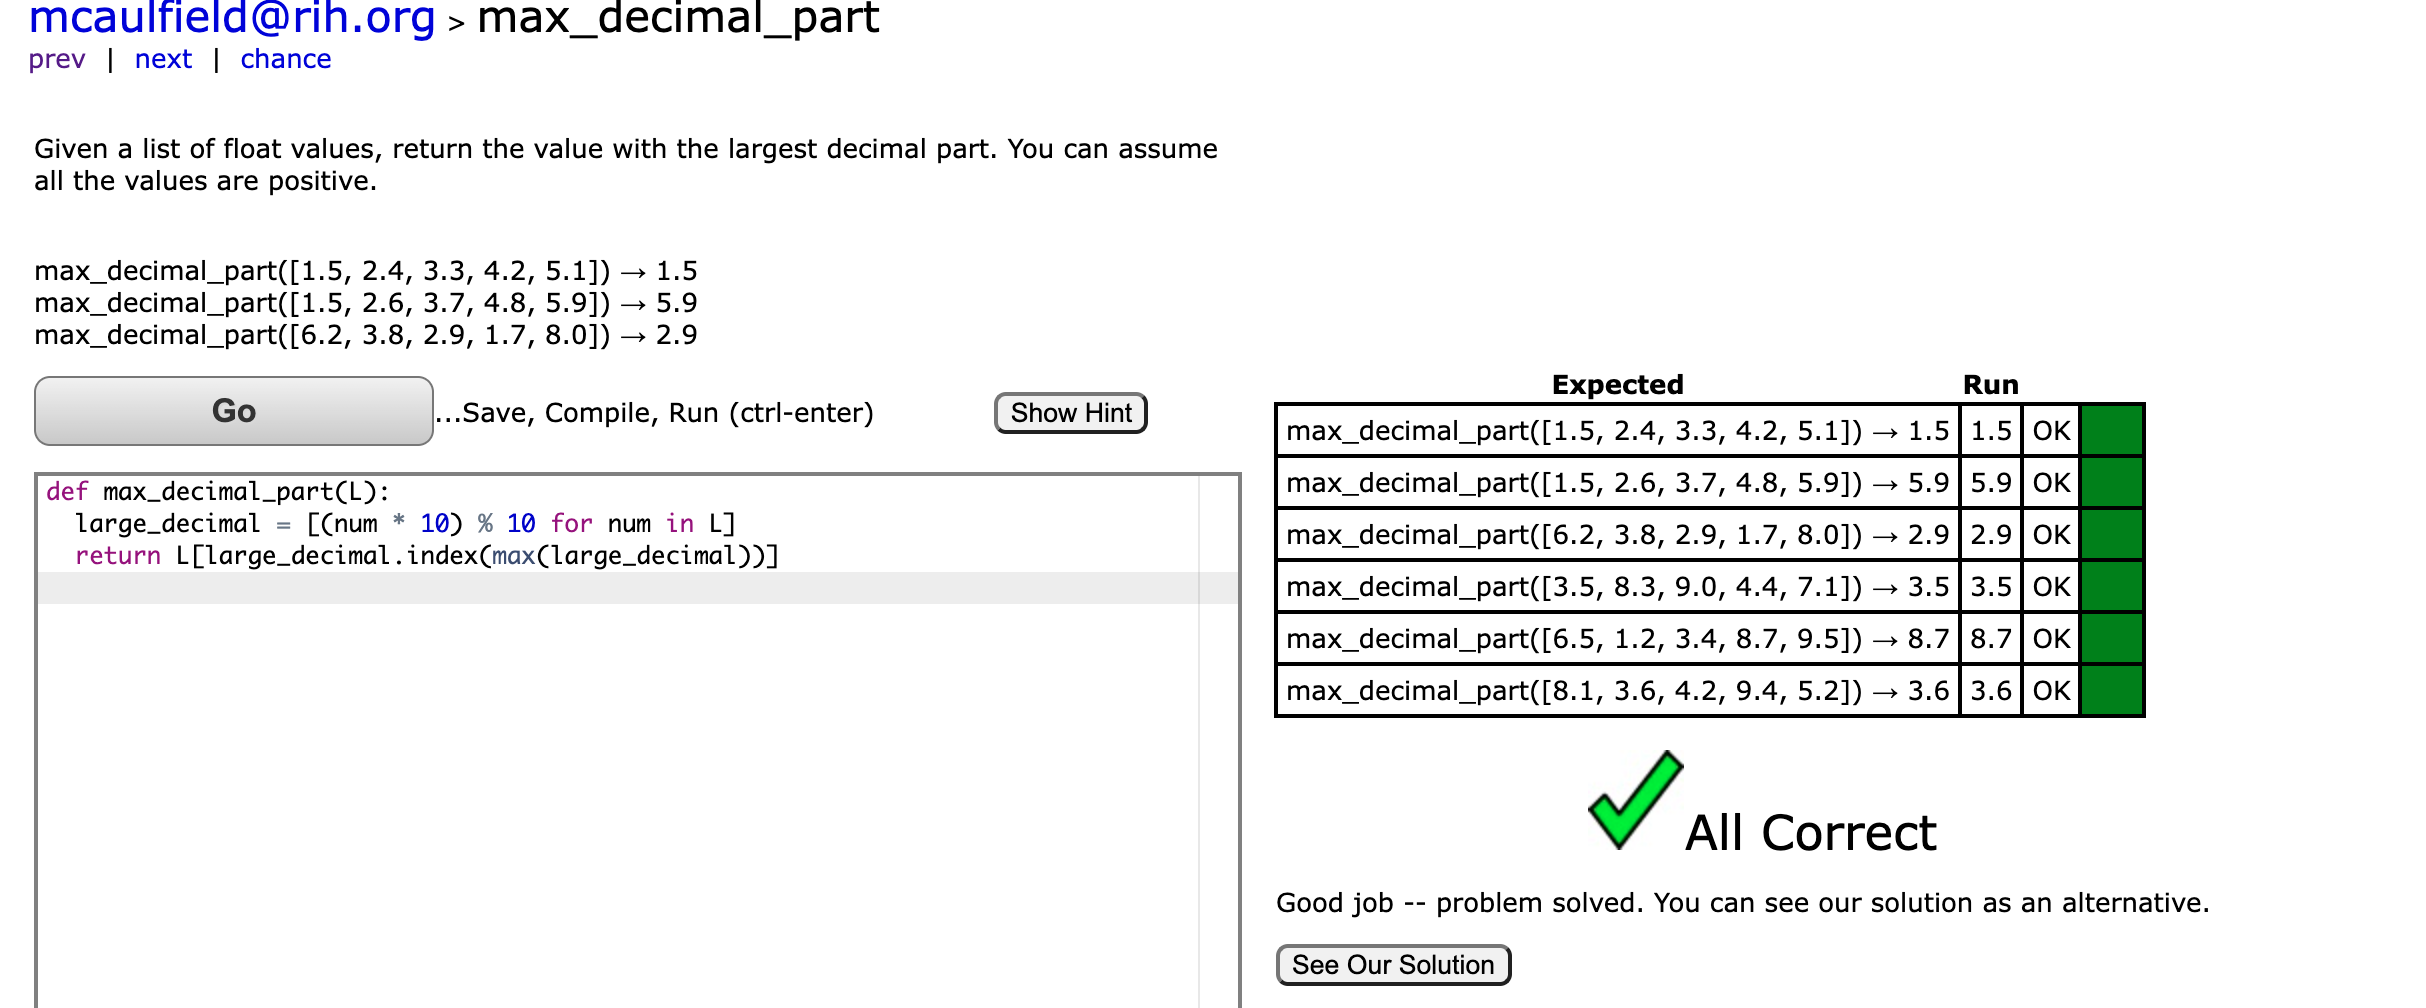 mcaulfield@rih.org > max_decimal_part
prev | next | chance
Given a list of float values, return the value with the largest decimal part. You can assume
all the values are positive.
max_decimal_part([1.5, 2.4, 3.3, 4.2, 5.1]) → 1.5
max_decimal_part([1.5, 2.6, 3.7, 4.8, 5.9]) → 5.9
max_decimal_part([6.2, 3.8, 2.9, 1.7, 8.0]) → 2.9
Go ...Save, Compile, Run (ctrl-enter) Show Hint
def max_decimal_part(L):
  large_decimal = [(num * 10) % 10 for num in L]
  return L[large_decimal.index(max(large_decimal))]
Expected Run
max_decimal_part([1.5, 2.4, 3.3, 4.2, 5.1]) → 1.5 1.5 OK
max_decimal_part([1.5, 2.6, 3.7, 4.8, 5.9]) → 5.9 5.9 OK
max_decimal_part([6.2, 3.8, 2.9, 1.7, 8.0]) → 2.9 2.9 OK
max_decimal_part([3.5, 8.3, 9.0, 4.4, 7.1]) → 3.5 3.5 OK
max_decimal_part([6.5, 1.2, 3.4, 8.7, 9.5]) → 8.7 8.7 OK
max_decimal_part([8.1, 3.6, 4.2, 9.4, 5.2]) → 3.6 3.6 OK
All Correct
Good job -- problem solved. You can see our solution as an alternative.
See Our Solution